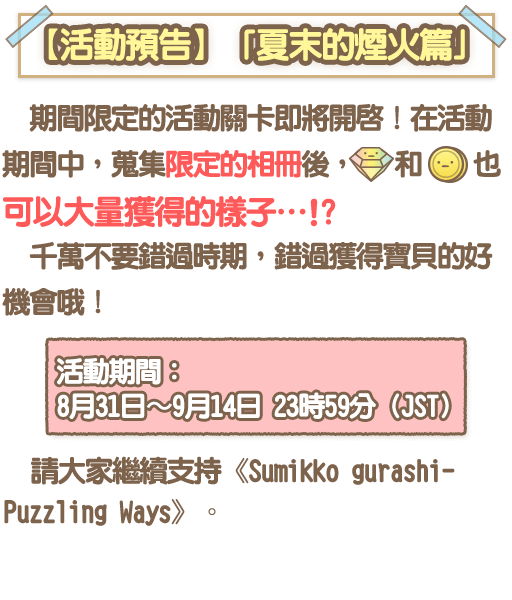 【活動預告】「夏末的煙火篇」
期間限定的活動關卡即將開啓！在活動
期間中，蒐集限定的相冊後，和也
可以大量獲得的樣子…!?
千萬不要錯過時期，錯過獲得寶貝的好
機會哦！
活動期間：
8月31日～9月14日 23時59分（JST）
請大家繼續支持《Sumikko gurashi-
Puzzling Ways》。